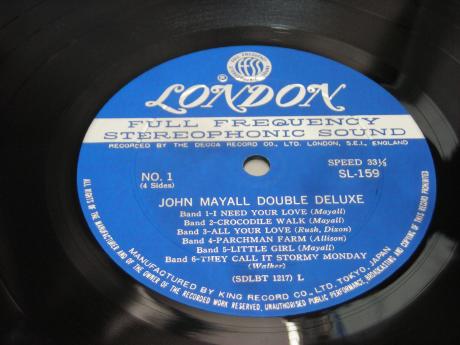 LONDON
FULL FREQUENCY
STEREOPHONIC SOUND
RECORDED BY THE DECCA RECORD CO., LTD. LONDON, S.E.I., ENGLAND
NO. 1
(4 Sides)
SPEED 33⅓
SL-159
JOHN MAYALL DOUBLE DELUXE
Band 1-I NEED YOUR LOVE (Mayall)
Band 2-CROCODILE WALK (Mayall)
Band 3-ALL YOUR LOVE (Rush, Dixon)
Band 4-PARCHMAN FARM (Allison)
Band 5-LITTLE GIRL (Mayall)
Band 6-THEY CALL IT STORMY MONDAY
(Walker)
(SDLBT 1217) L
MANUFACTURED BY KING RECORD CO., LTD. TOKYO, JAPAN
ALL RIGHTS OF THE MANUFACTURER AND OF THE OWNER OF THE RECORDED WORK RESERVED. UNAUTHORISED PUBLIC PERFORMANCE, BROADCASTING AND COPYING OF THIS RECORD PROHIBITED